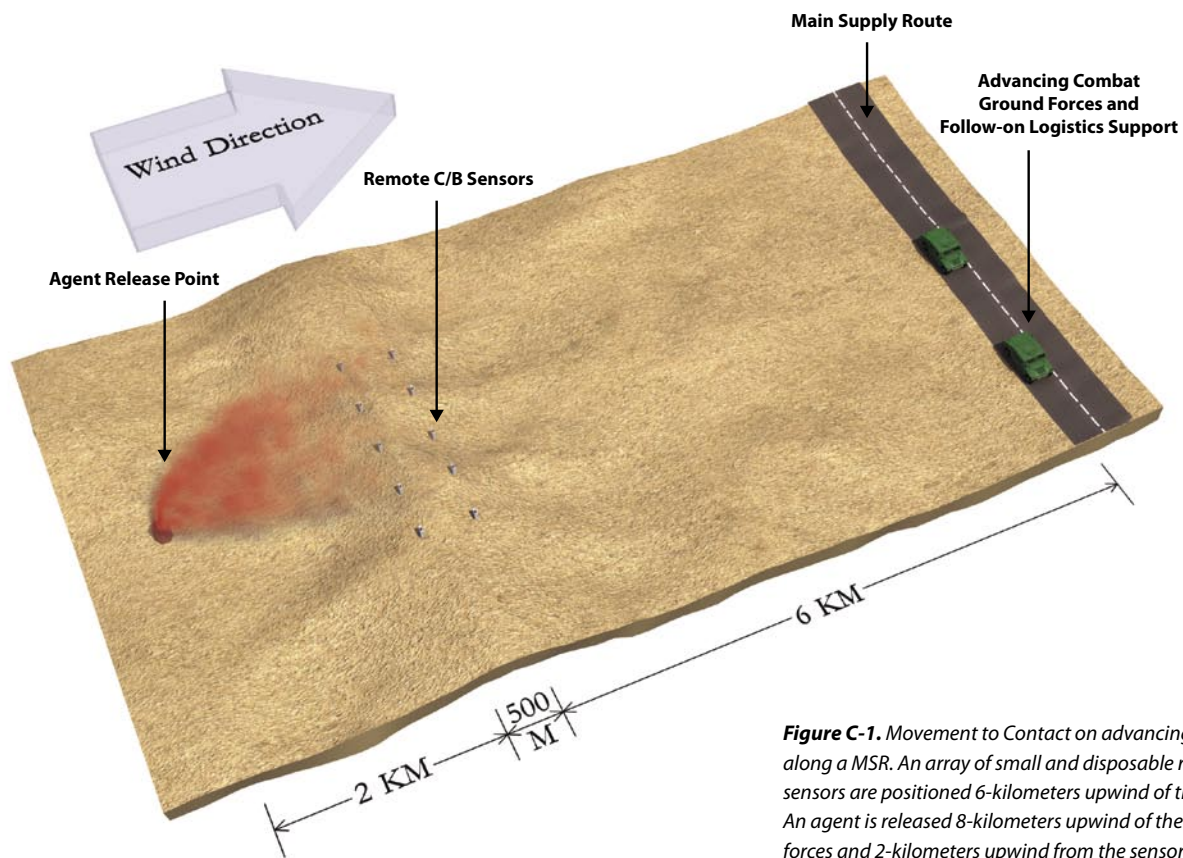 Main Supply Route
Advancing Combat
Ground Forces and
Follow-on Logistics Support
Wind Direction
Remote C/B Sensors
Agent Release Point
6 KM
500
M
2 KM
Figure C-1. Movement to Contact on advancing
along a MSR. An array of small and disposable
sensors are positioned 6-kilometers upwind of
An agent is released 8-kilometers upwind of the
forces and 2-kilometers upwind from the sensor